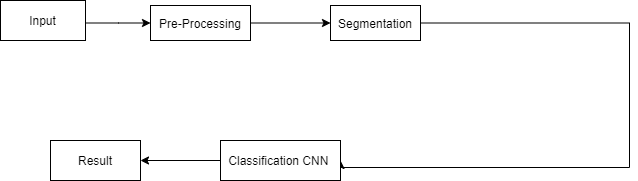 Input
Pre-Processing
Segmentation
Classification CNN
Result